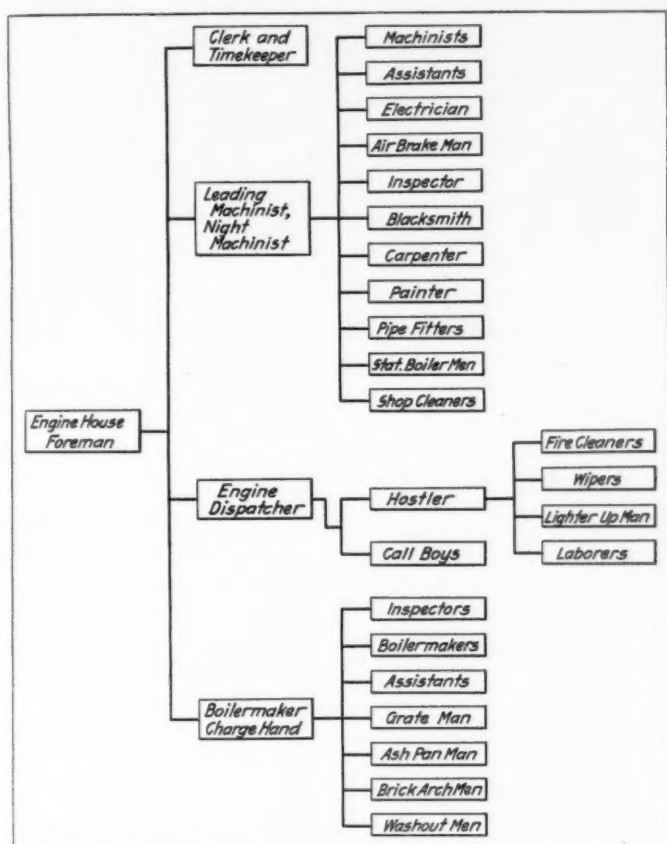 Clerk and
Timekeeper
Leading
Machinist,
Night
Machinist
Machinists
Assistants
Electrician
Air Brake Man
Inspector
Blacksmith
Carpenter
Painter
Pipe Fitters
Stat. Boiler Men
Shop Cleaners
Engine House
Foreman
Engine
Dispatcher
Hostler
Call Boys
Fire Cleaners
Wipers
Lighter Up Man
Laborers
Boilermaker
Charge Hand
Inspectors
Boilermakers
Assistants
Grate Man
Ash Pan Man
Brick Arch Men
Washout Men